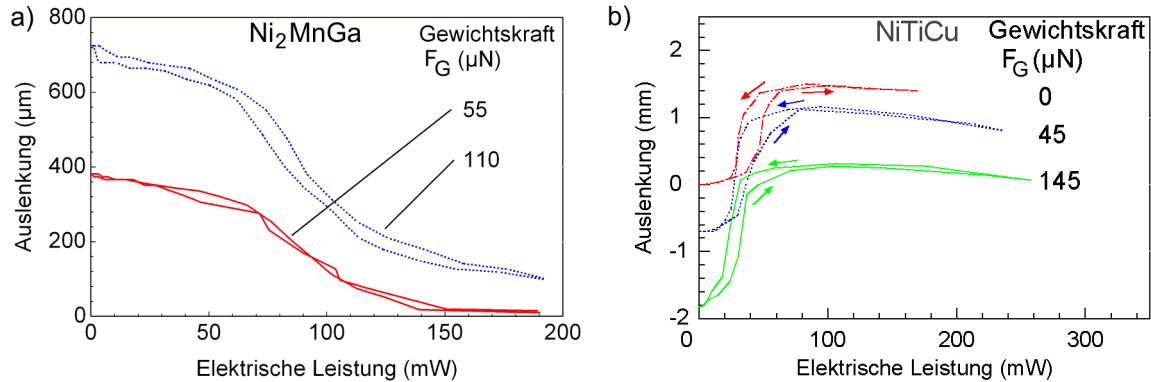 a)
Ni₂MnGa
Gewichtskraft
F_G (µN)
55
110
Auslenkung (µm)
800
600
400
200
0
0
50
100
150
200
Elektrische Leistung (mW)
b)
NiTiCu
Gewichtskraft
F_G (µN)
0
45
145
Auslenkung (mm)
2
1
0
-1
-2
0
100
200
300
Elektrische Leistung (mW)